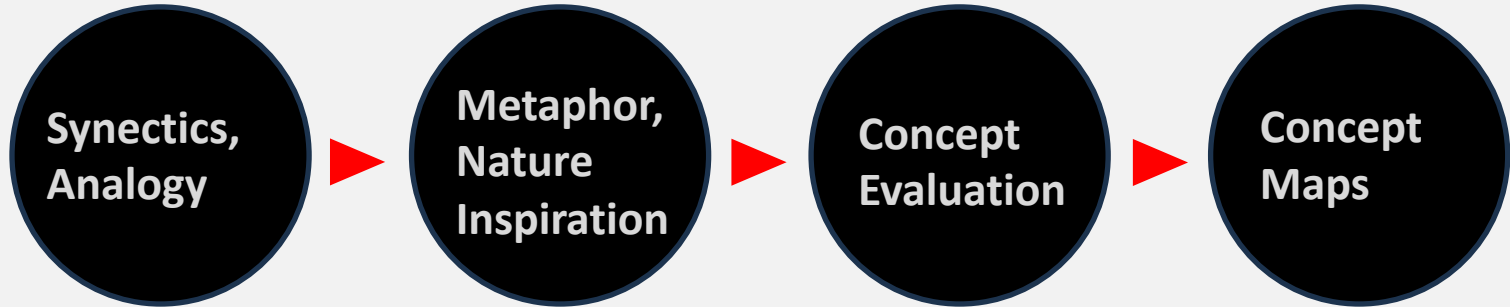 Synectics,
Analogy
Metaphor,
Nature
Inspiration
Concept
Evaluation
Concept
Maps